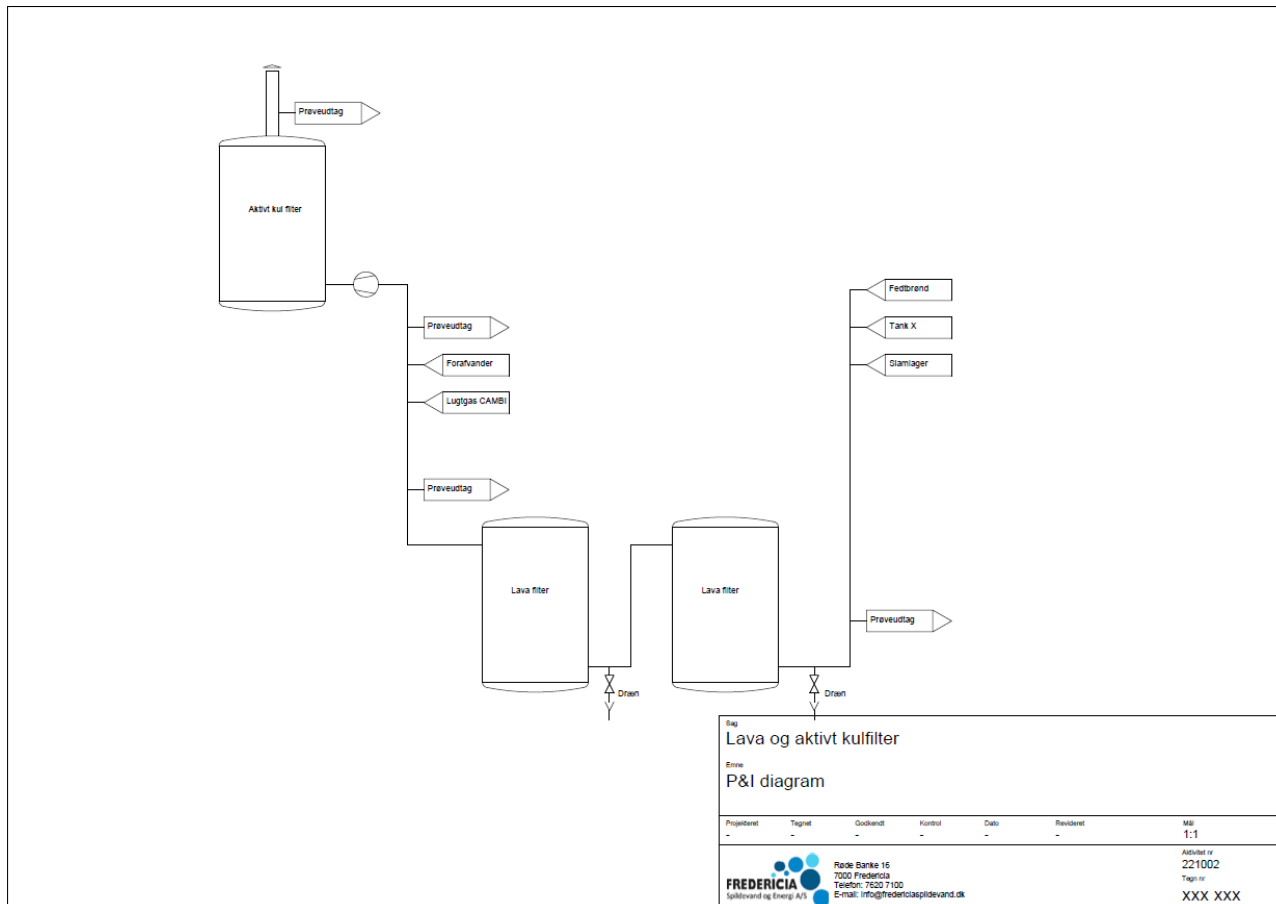 Prøveudtag
Aktivt kul filter
Prøveudtag
Forafvander
Lugtgas CAMBI
Prøveudtag
Fedtbrønd
Tank X
Slamlager
Lava filter
Lava filter
Prøveudtag
Dræn
Dræn
Sag
Lava og aktivt kulfilter
Emne
P&I diagram
Projekteret Tegnet Godkendt Kontrol Dato Revideret Mål
- - - - - - 1:1
FREDERICIA
Spildevand og Energi A/S
Røde Banke 16
7000 Fredericia
Telefon: 7620 7100
E-mail: info@fredericiaspildevand.dk
Aktivitet nr
221002
Tegn nr
XXX XXX